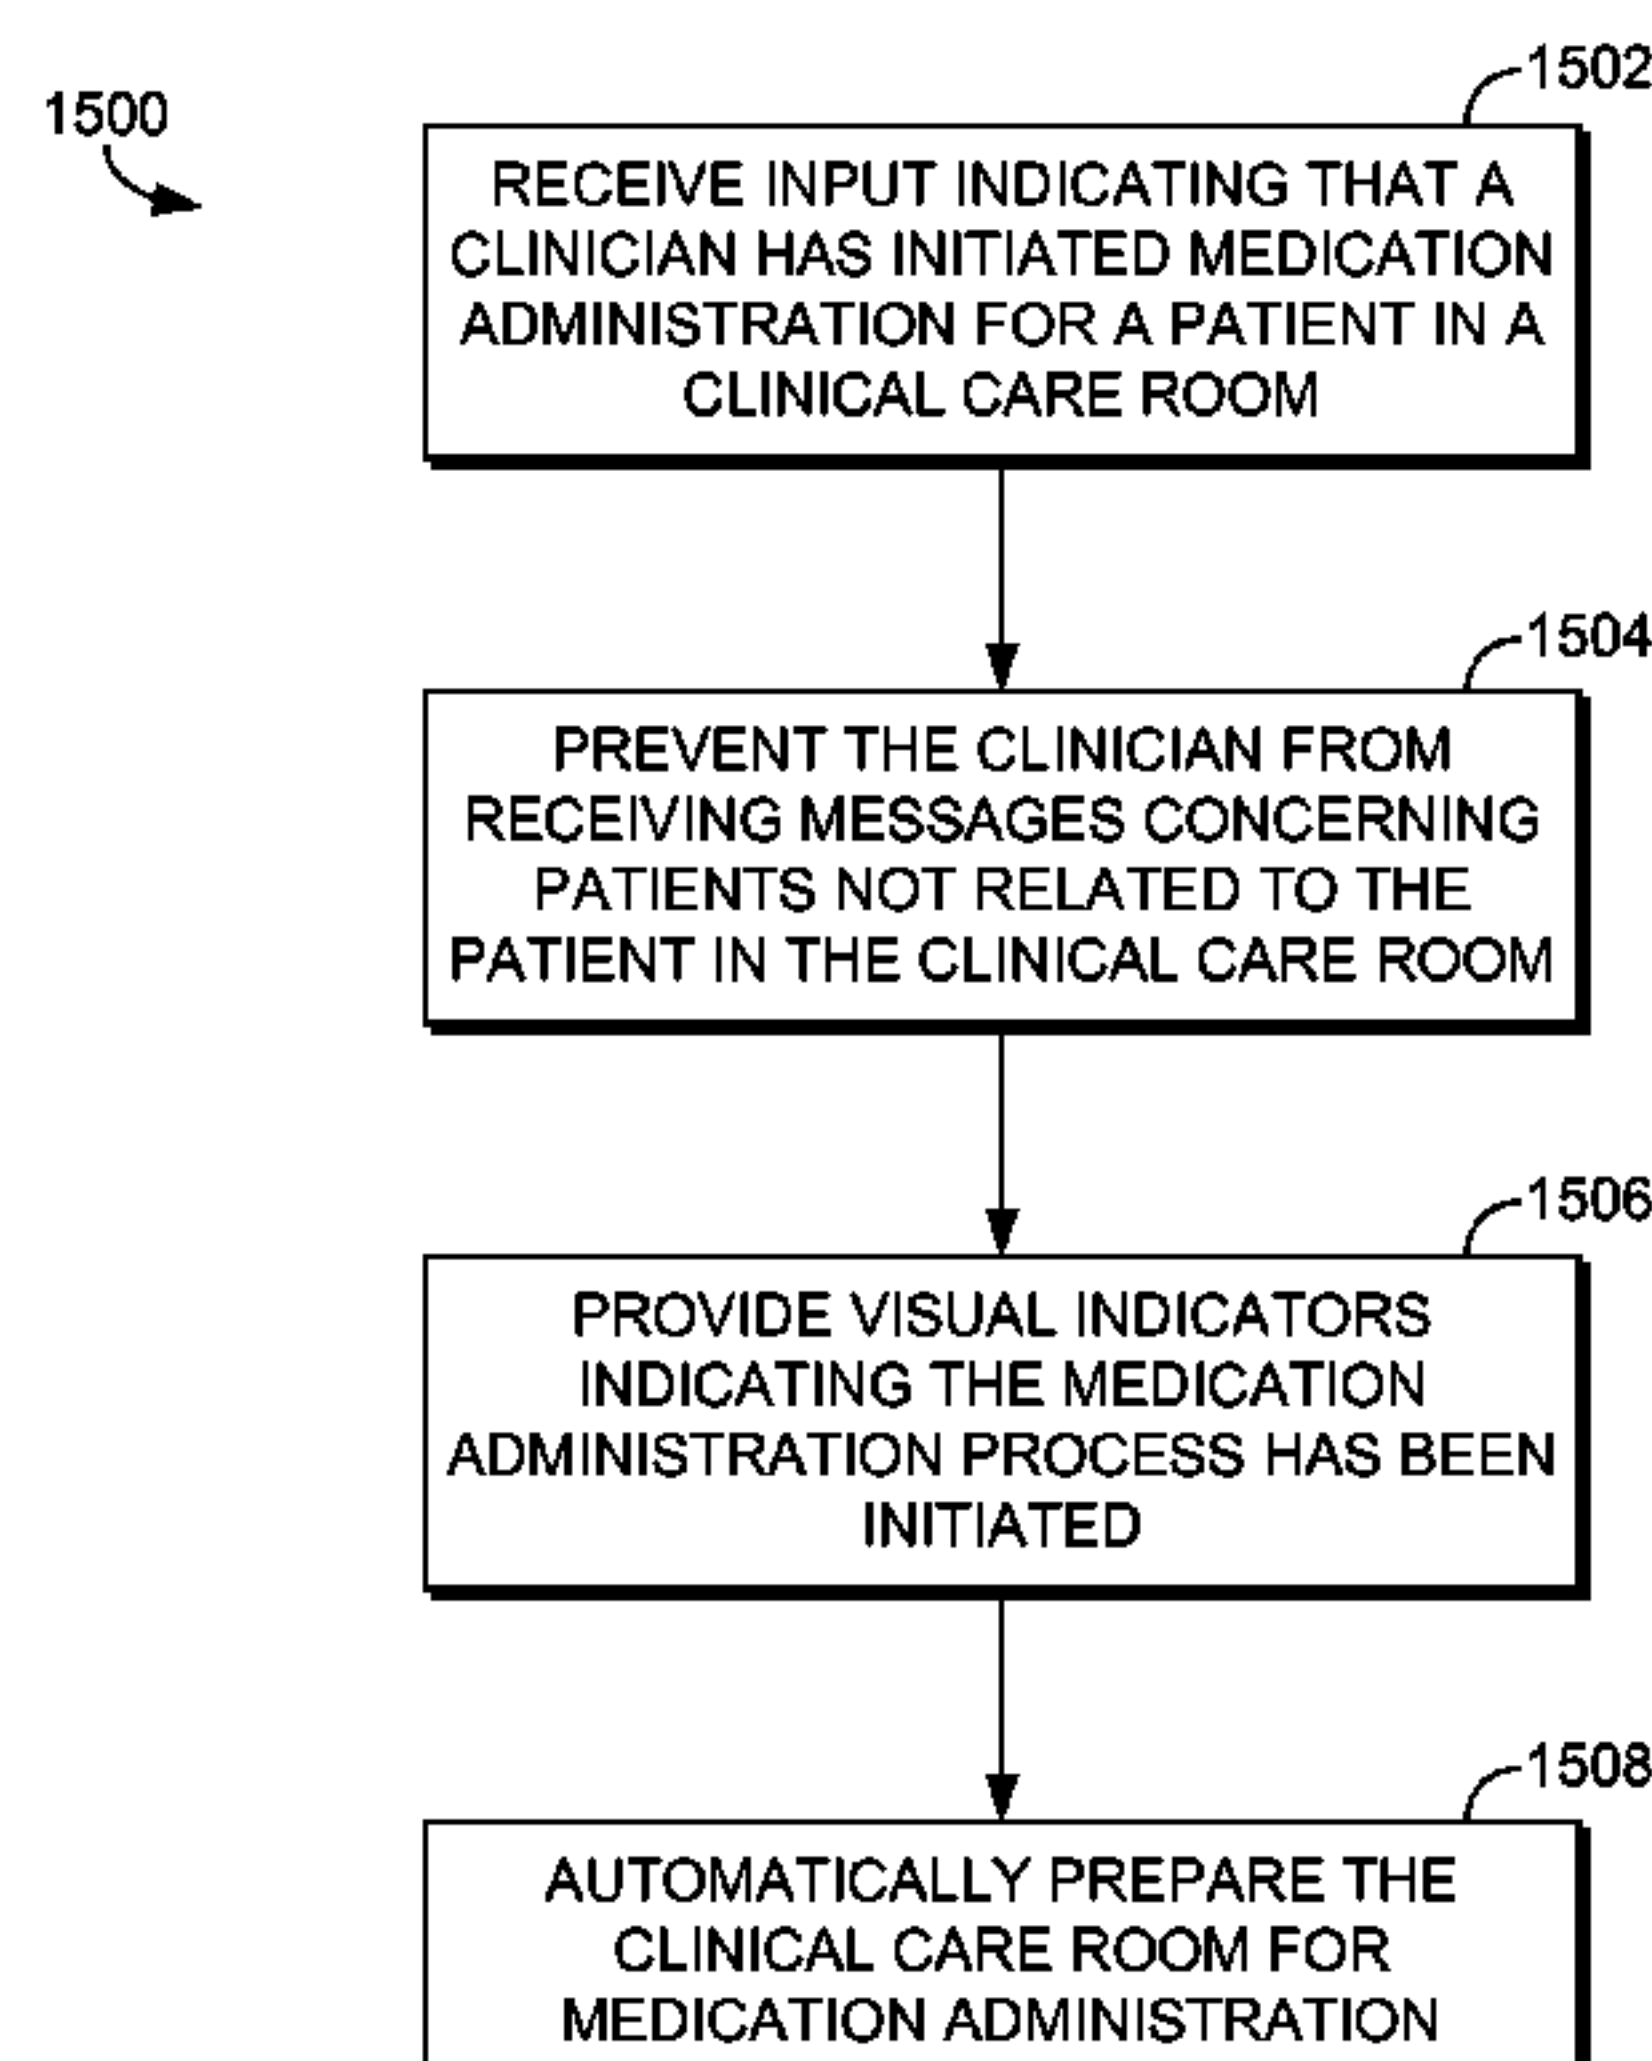 1500
1502
RECEIVE INPUT INDICATING THAT A
CLINICIAN HAS INITIATED MEDICATION
ADMINISTRATION FOR A PATIENT IN A
CLINICAL CARE ROOM
1504
PREVENT THE CLINICIAN FROM
RECEIVING MESSAGES CONCERNING
PATIENTS NOT RELATED TO THE
PATIENT IN THE CLINICAL CARE ROOM
1506
PROVIDE VISUAL INDICATORS
INDICATING THE MEDICATION
ADMINISTRATION PROCESS HAS BEEN
INITIATED
1508
AUTOMATICALLY PREPARE THE
CLINICAL CARE ROOM FOR
MEDICATION ADMINISTRATION